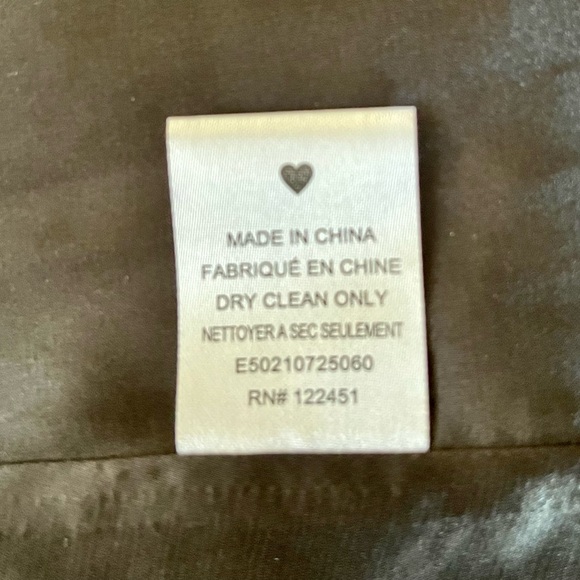 MADE IN CHINA
FABRIQUÉ EN CHINE
DRY CLEAN ONLY
NETTOYER A SEC SEULEMENT
E50210725060
RN# 122451